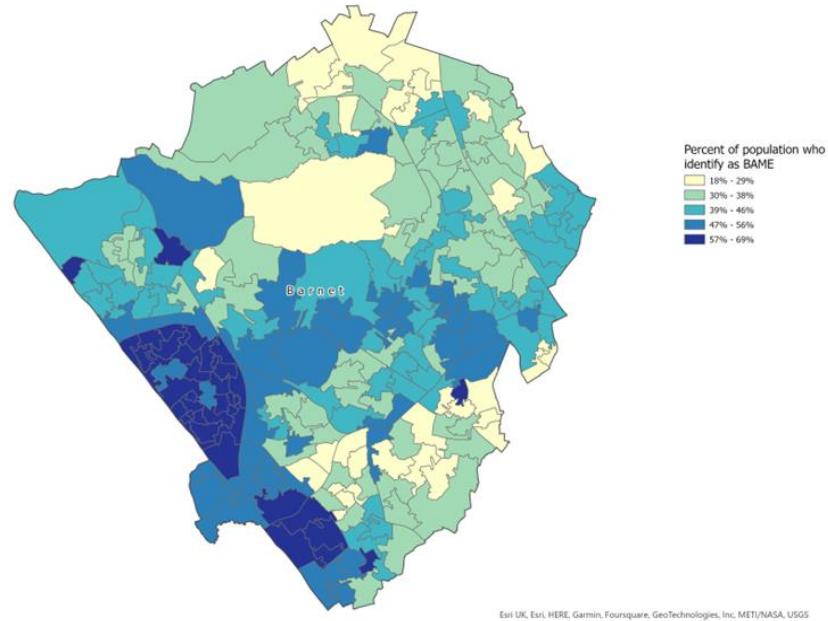 Barnet
Percent of population who
identify as BAME
18% - 29%
30% - 38%
39% - 46%
47% - 56%
57% - 69%
Esri UK, Esri, HERE, Garmin, Foursquare, GeoTechnologies, Inc, METI/NASA, USGS